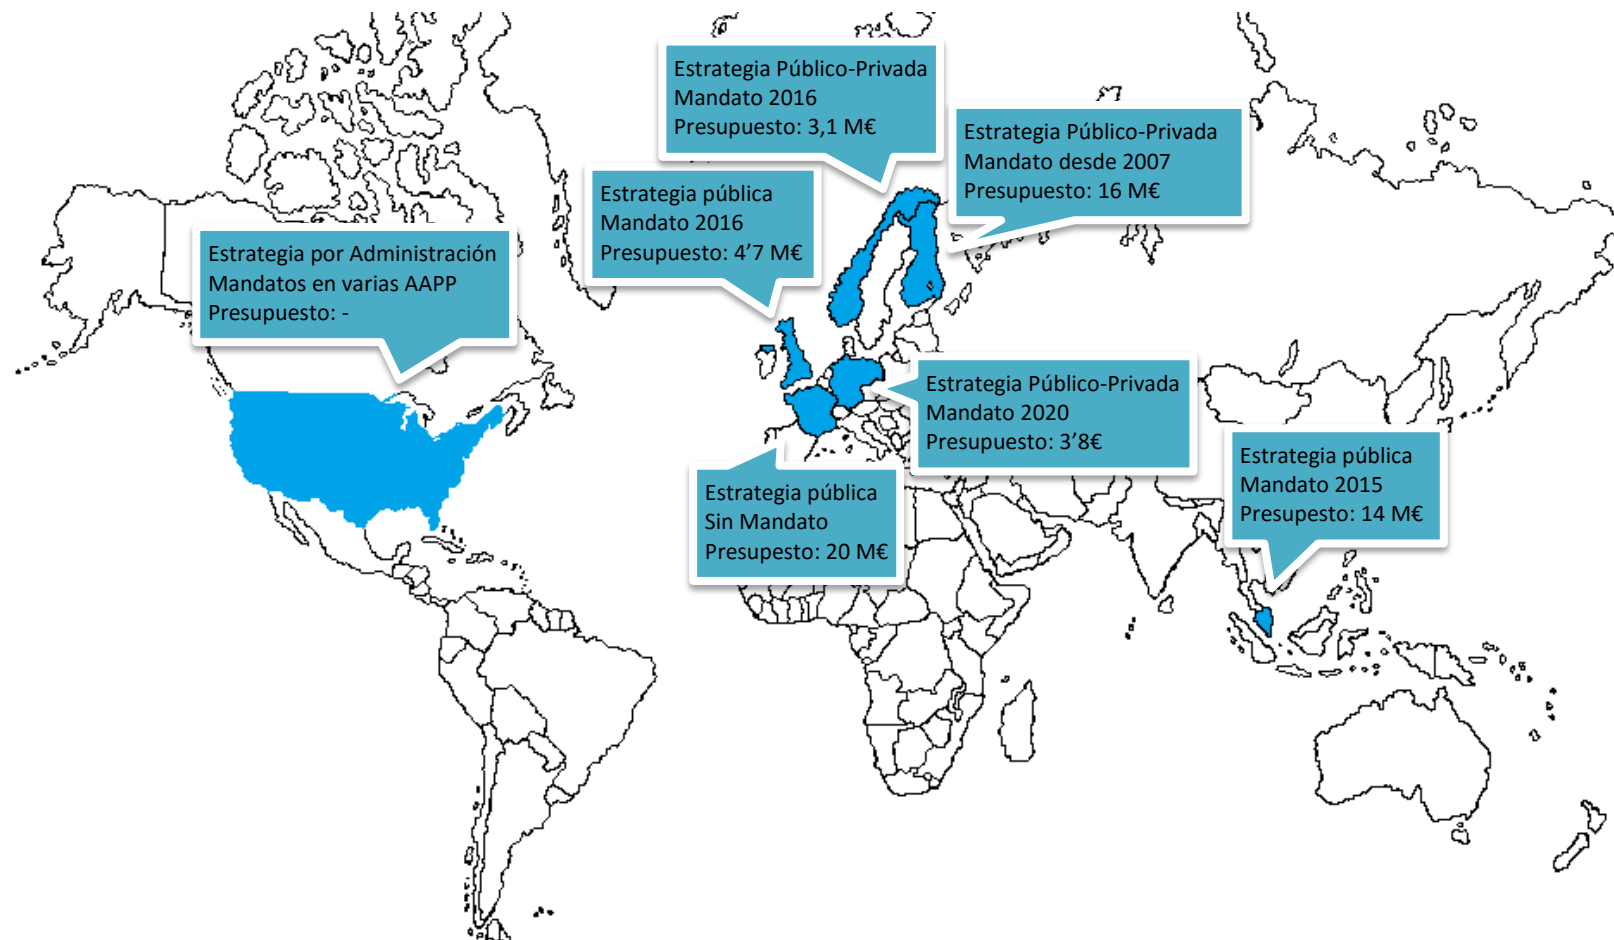 Estrategia Público-Privada
Mandato 2016
Presupuesto: 3,1 M€
Estrategia Público-Privada
Mandato desde 2007
Presupuesto: 16 M€
Estrategia pública
Mandato 2016
Presupuesto: 4’7 M€
Estrategia por Administración
Mandatos en varias AAPP
Presupuesto: -
Estrategia Público-Privada
Mandato 2020
Presupuesto: 3’8€
Estrategia pública
Sin Mandato
Presupesto: 20 M€
Estrategia pública
Mandato 2015
Presupesto: 14 M€